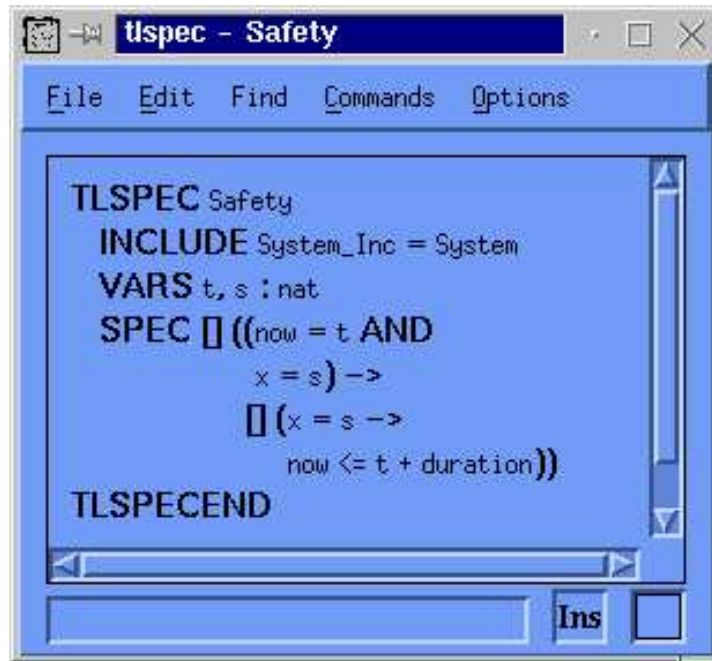 tlspec - Safety
File Edit Find Commands Options
TLSPEC Safety
INCLUDE System_Inc = System
VARS t, s : nat
SPEC [] ((now = t AND
x = s) ->
[] (x = s ->
now <= t + duration))
TLSPECEND
Ins